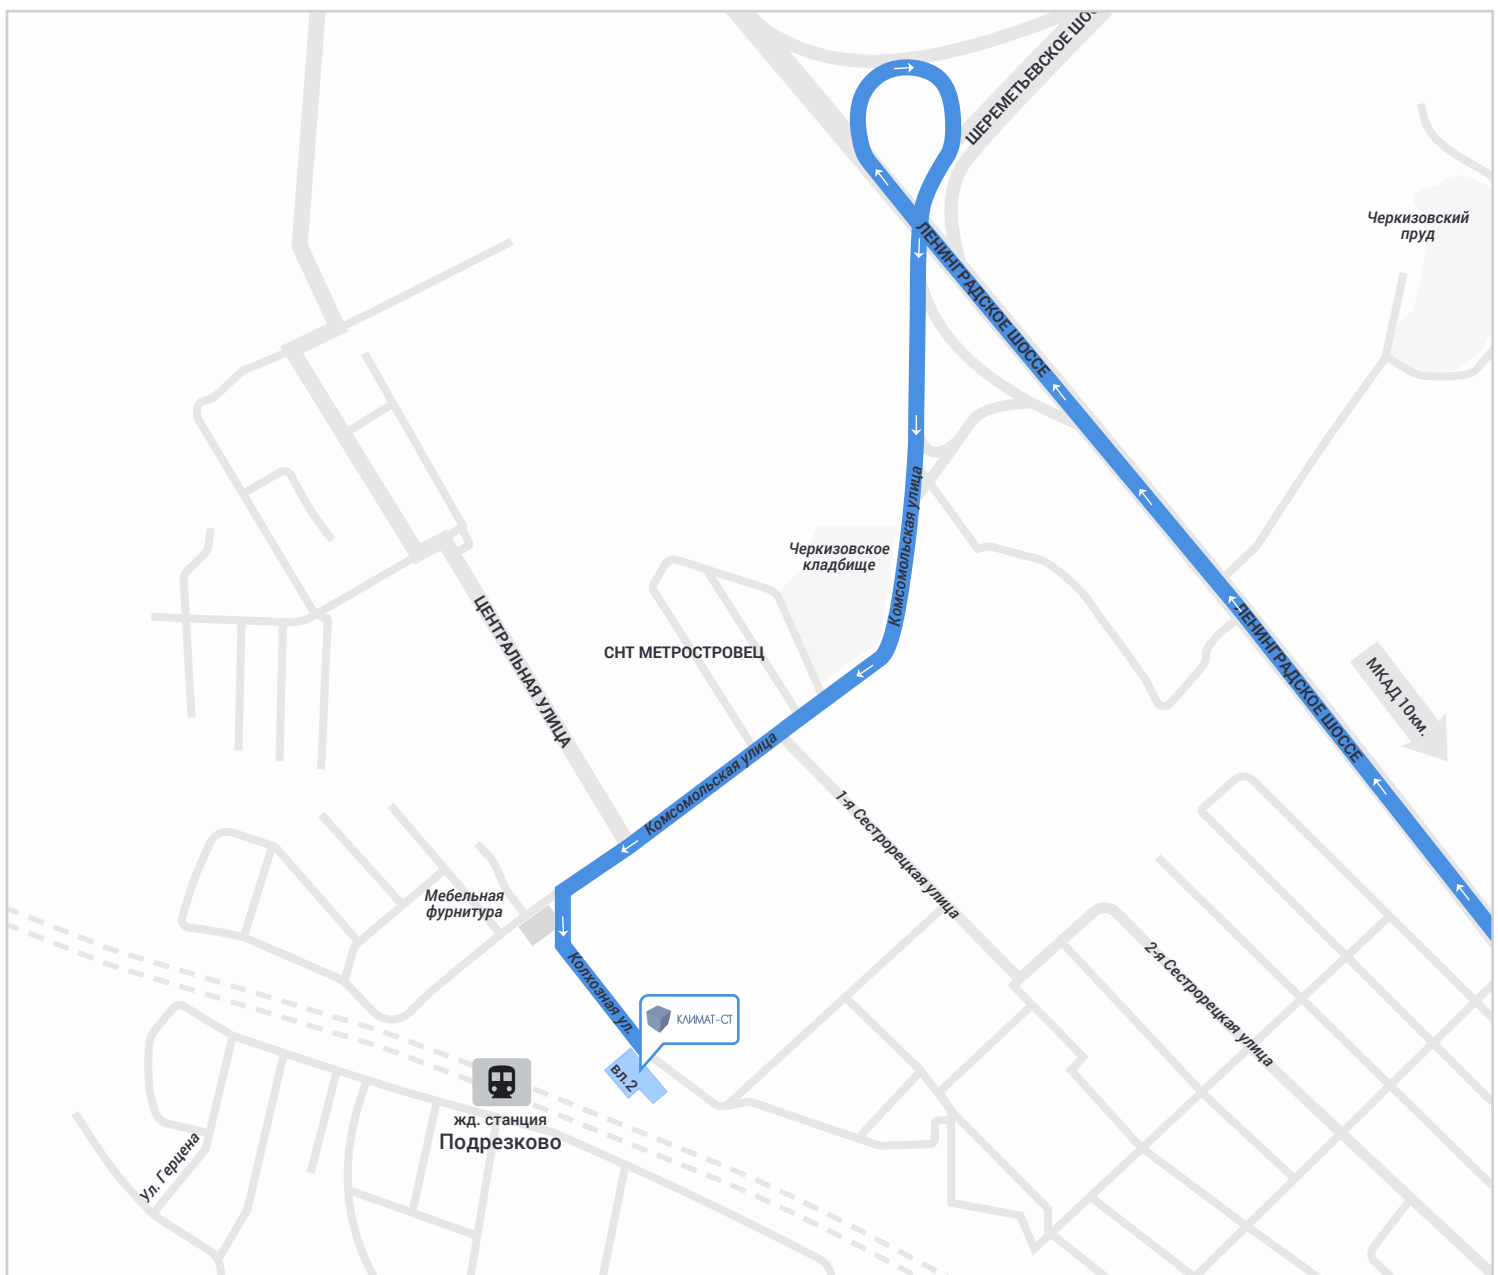 ШЕРЕМЕТЬЕВСКОЕ ШОС
Черкизовский
пруд
ЛЕНИНГРАДСКОЕ ШОССЕ
Комсомольская улица
Черкизовское
кладбище
ЦЕНТРАЛЬНАЯ УЛИЦА
СНТ МЕТРОСТРОВЕЦ
ЛЕНИНГРАДСКОЕ ШОССЕ
МКАД 10км.
Комсомольская улица
1-я Сестрорецкая улица
Мебельная
фурнитура
2-я Сестрорецкая улица
Колхозная ул.
КЛИМАТ-СТ
вл.2
жд. станция
Подрезково
Ул. Герцена